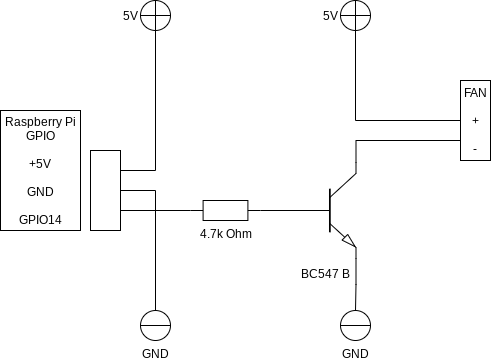 5V
5V
FAN
+
-
Raspberry Pi
GPIO
+5V
GND
GPIO14
4.7k Ohm
BC547 B
GND
GND